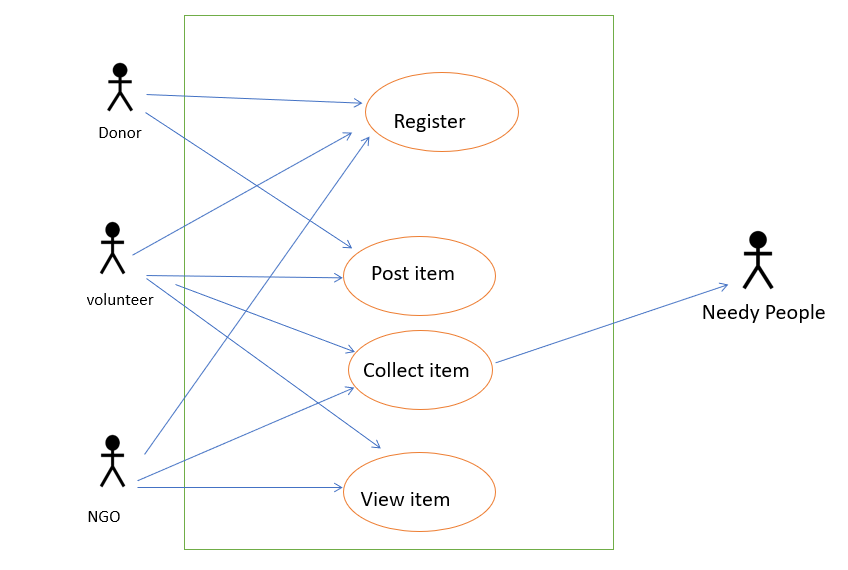 Donor
Register
volunteer
Post item
Needy People
Collect item
View item
NGO